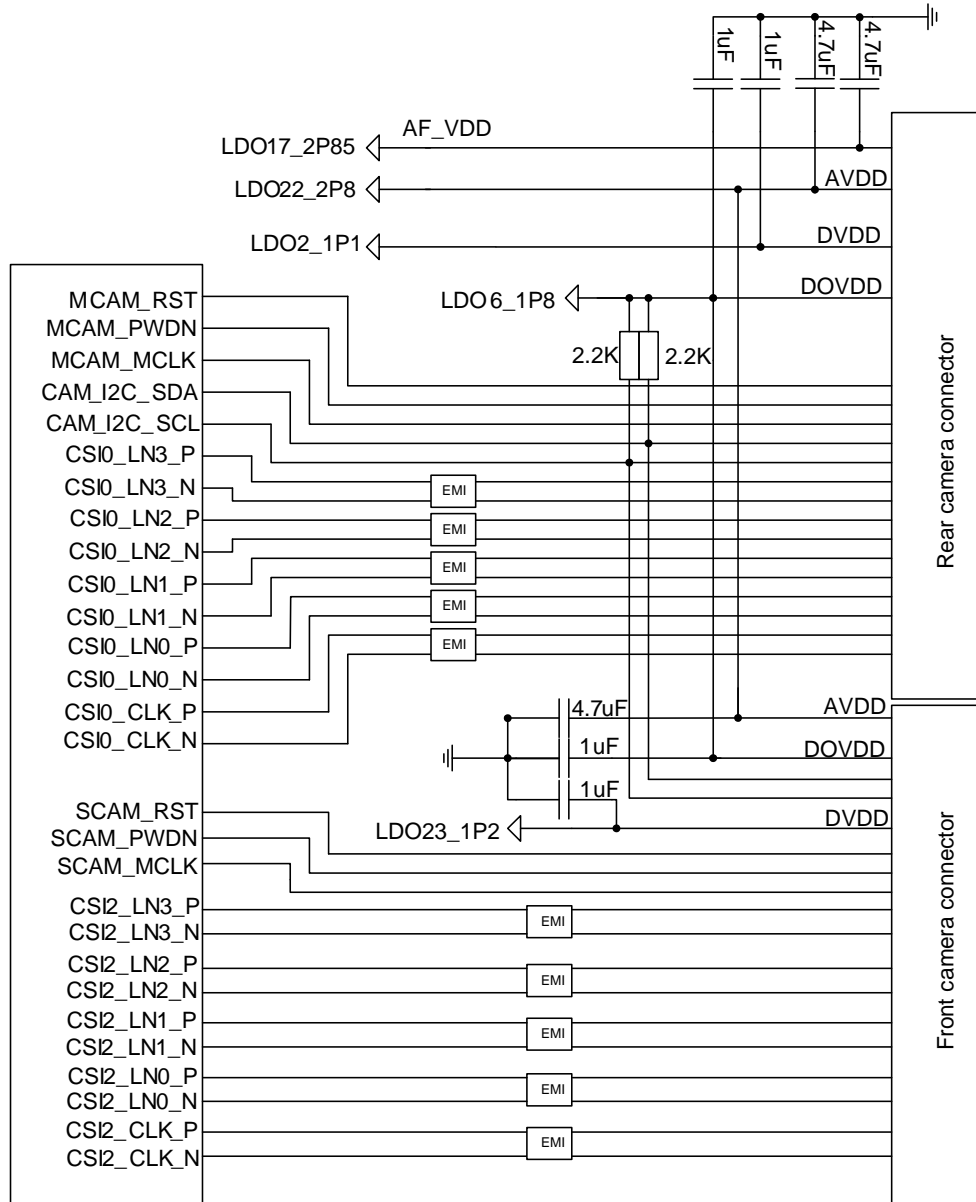 1uF
1uF
4.7uF
4.7uF
AF_VDD
LDO17_2P85
LDO22_2P8
AVDD
LDO2_1P1
DVDD
LDO6_1P8
DOVDD
2.2K
2.2K
Rear camera connector
MCAM_RST
MCAM_PWDN
MCAM_MCLK
CAM_I2C_SDA
CAM_I2C_SCL
CSI0_LN3_P
CSI0_LN3_N
CSI0_LN2_P
CSI0_LN2_N
CSI0_LN1_P
CSI0_LN1_N
CSI0_LN0_P
CSI0_LN0_N
CSI0_CLK_P
CSI0_CLK_N
EMI
EMI
EMI
EMI
EMI
4.7uF
AVDD
1uF
DOVDD
1uF
LDO23_1P2
DVDD
Front camera connector
SCAM_RST
SCAM_PWDN
SCAM_MCLK
CSI2_LN3_P
CSI2_LN3_N
CSI2_LN2_P
CSI2_LN2_N
CSI2_LN1_P
CSI2_LN1_N
CSI2_LN0_P
CSI2_LN0_N
CSI2_CLK_P
CSI2_CLK_N
EMI
EMI
EMI
EMI
EMI